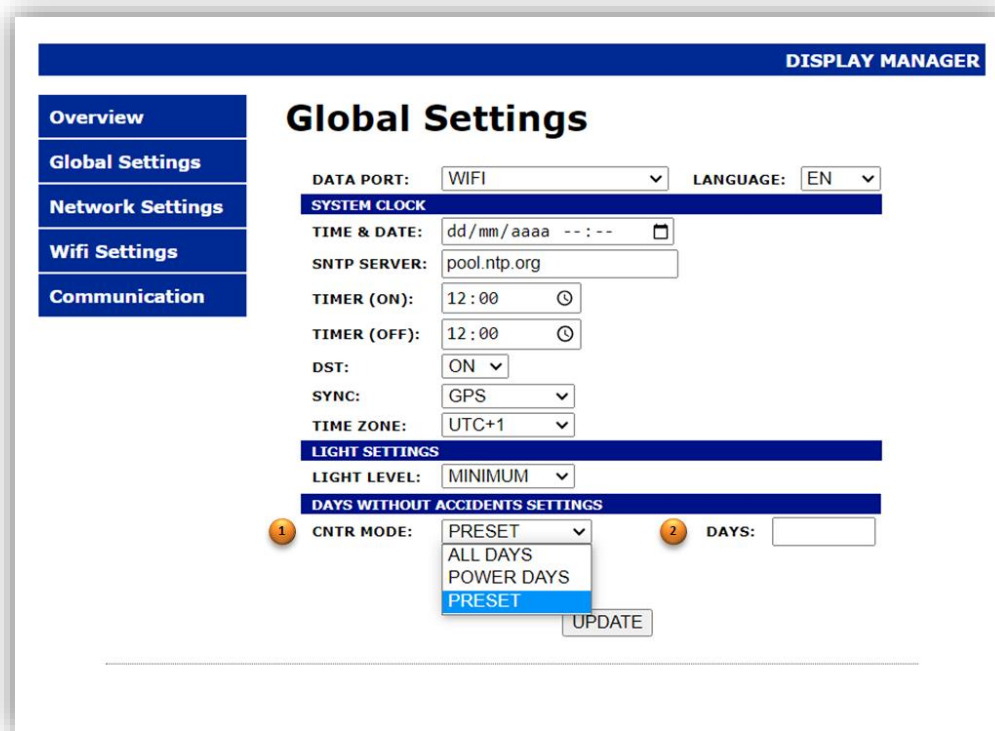 DISPLAY MANAGER
Overview
Global Settings
Network Settings
Wifi Settings
Communication
Global Settings
DATA PORT: WIFI LANGUAGE: EN
SYSTEM CLOCK
TIME & DATE: dd/mm/aaaa --:--
SNTP SERVER: pool.ntp.org
TIMER (ON): 12:00
TIMER (OFF): 12:00
DST: ON
SYNC: GPS
TIME ZONE: UTC+1
LIGHT SETTINGS
LIGHT LEVEL: MINIMUM
DAYS WITHOUT ACCIDENTS SETTINGS
1 CNTR MODE: PRESET 2 DAYS:
ALL DAYS
POWER DAYS
PRESET
UPDATE